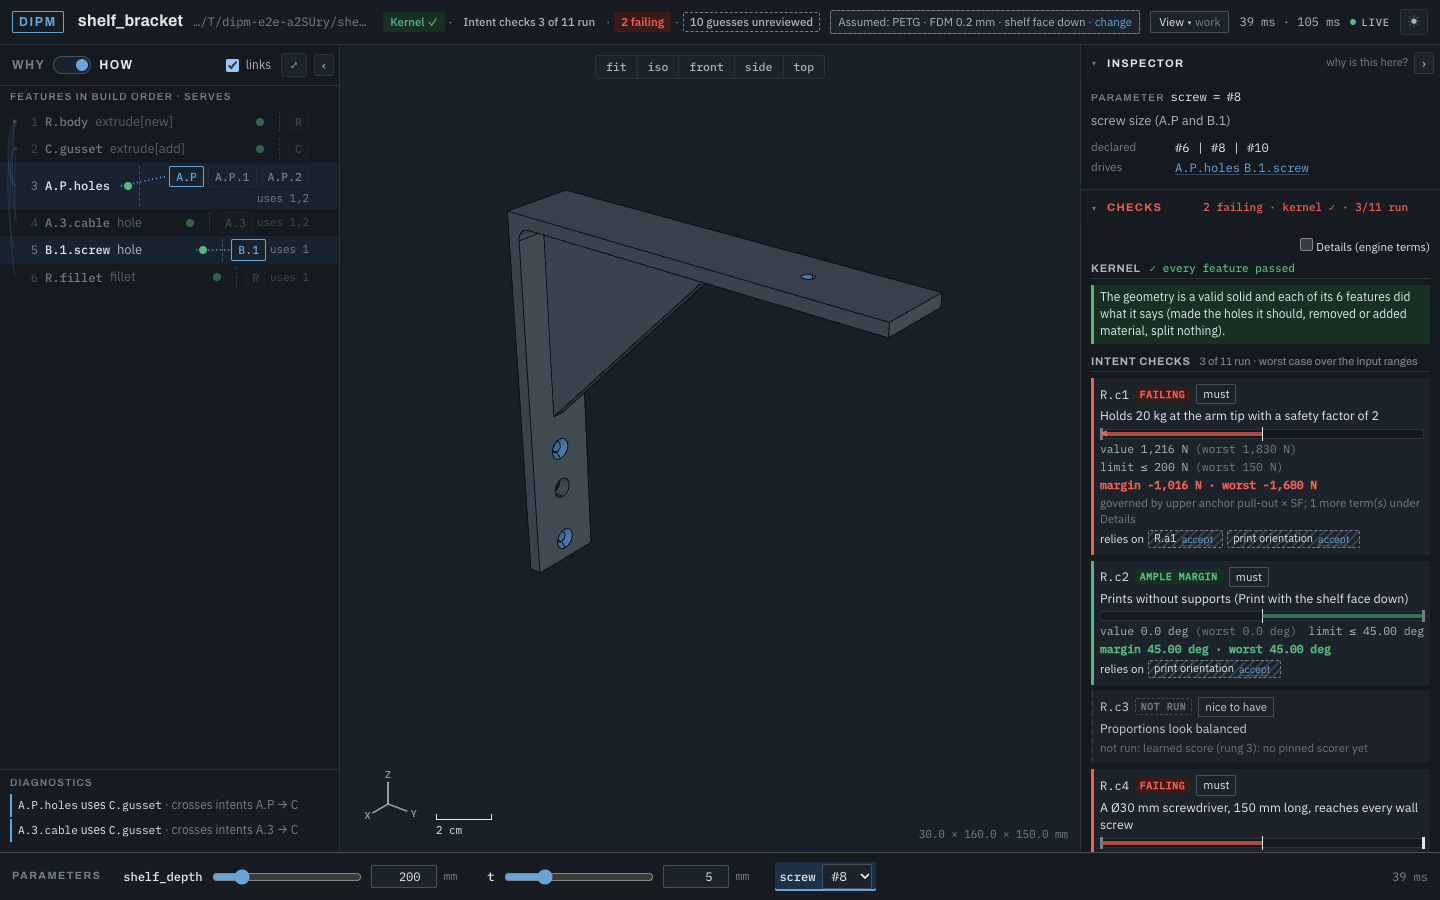 DIPM shelf_bracket …/T/dipm-e2e-a2SUry/she… Kernel ✓ · Intent checks 3 of 11 run · 2 failing · 10 guesses unreviewed Assumed: PETG · FDM 0.2 mm · shelf face down · change View • work 39 ms · 105 ms LIVE
WHY HOW links
FEATURES IN BUILD ORDER · SERVES
1 R.body extrude[new] R
2 C.gusset extrude[add] C
3 A.P.holes A.P A.P.1 A.P.2
uses 1,2
4 A.3.cable hole A.3 uses 1,2
5 B.1.screw hole B.1 uses 1
6 R.fillet fillet R uses 1
DIAGNOSTICS
A.P.holes uses C.gusset · crosses intents A.P → C
A.3.cable uses C.gusset · crosses intents A.3 → C
fit iso front side top
Z
X
Y
2 cm
30.0 × 160.0 × 150.0 mm
INSPECTOR why is this here?
PARAMETER screw = #8
screw size (A.P and B.1)
declared #6 | #8 | #10
drives A.P.holes B.1.screw
CHECKS 2 failing · kernel ✓ · 3/11 run
Details (engine terms)
KERNEL ✓ every feature passed
The geometry is a valid solid and each of its 6 features did
what it says (made the holes it should, removed or added
material, split nothing).
INTENT CHECKS 3 of 11 run · worst case over the input ranges
R.c1 FAILING must
Holds 20 kg at the arm tip with a safety factor of 2
value 1,216 N (worst 1,830 N)
limit ≤ 200 N (worst 150 N)
margin -1,016 N · worst -1,680 N
governed by upper anchor pull-out × SF; 1 more term(s) under
Details
relies on R.a1 accept print orientation accept
R.c2 AMPLE MARGIN must
Prints without supports (Print with the shelf face down)
value 0.0 deg (worst 0.0 deg) limit ≤ 45.00 deg
margin 45.00 deg · worst 45.00 deg
relies on print orientation accept
R.c3 NOT RUN nice to have
Proportions look balanced
not run: learned score (rung 3): no pinned scorer yet
R.c4 FAILING must
A Ø30 mm screwdriver, 150 mm long, reaches every wall
screw
PARAMETERS shelf_depth 200 mm t 5 mm screw #8 39 ms